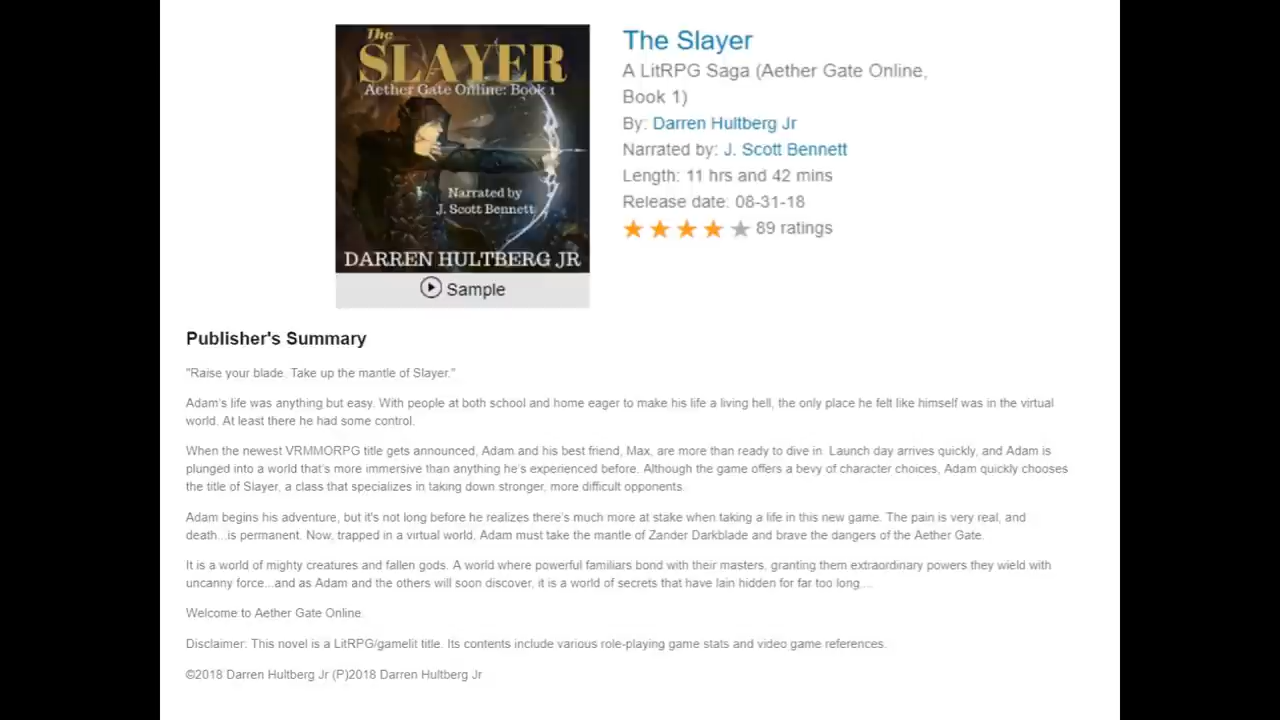 The
SLAYER
Aether Gate Online: Book 1
Narrated by
J. Scott Bennett
DARREN HULTBERG JR
Sample
The Slayer
A LitRPG Saga (Aether Gate Online,
Book 1)
By: Darren Hultberg Jr
Narrated by: J. Scott Bennett
Length: 11 hrs and 42 mins
Release date: 08-31-18
89 ratings
Publisher's Summary
"Raise your blade. Take up the mantle of Slayer."
Adam's life was anything but easy. With people at both school and home eager to make his life a living hell, the only place he felt like himself was in the virtual
world. At least there he had some control.
When the newest VRMMORPG title gets announced, Adam and his best friend, Max, are more than ready to dive in. Launch day arrives quickly, and Adam is
plunged into a world that's more immersive than anything he's experienced before. Although the game offers a bevy of character choices, Adam quickly chooses
the title of Slayer, a class that specializes in taking down stronger, more difficult opponents.
Adam begins his adventure, but it's not long before he realizes there's much more at stake when taking a life in this new game. The pain is very real, and
death...is permanent. Now, trapped in a virtual world, Adam must take the mantle of Zander Darkblade and brave the dangers of the Aether Gate.
It is a world of mighty creatures and fallen gods. A world where powerful familiars bond with their masters, granting them extraordinary powers they wield with
uncanny force...and as Adam and the others will soon discover, it is a world of secrets that have lain hidden for far too long....
Welcome to Aether Gate Online.
Disclaimer: This novel is a LitRPG/gamelit title. Its contents include various role-playing game stats and video game references.
©2018 Darren Hultberg Jr (P)2018 Darren Hultberg Jr